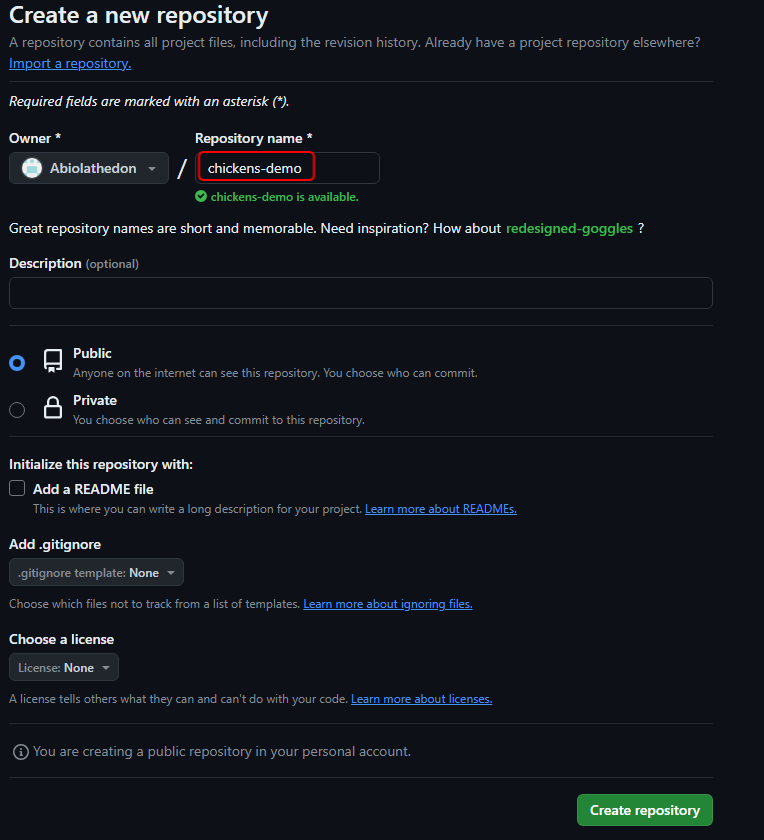 Create a new repository
A repository contains all project files, including the revision history. Already have a project repository elsewhere?
Import a repository.
Required fields are marked with an asterisk (*).
Owner * Repository name *
Abiolathedon / chickens-demo
chickens-demo is available.
Great repository names are short and memorable. Need inspiration? How about redesigned-goggles ?
Description (optional)
Public
Anyone on the internet can see this repository. You choose who can commit.
Private
You choose who can see and commit to this repository.
Initialize this repository with:
Add a README file
This is where you can write a long description for your project. Learn more about READMEs.
Add .gitignore
.gitignore template: None
Choose which files not to track from a list of templates. Learn more about ignoring files.
Choose a license
License: None
A license tells others what they can and can't do with your code. Learn more about licenses.
You are creating a public repository in your personal account.
Create repository